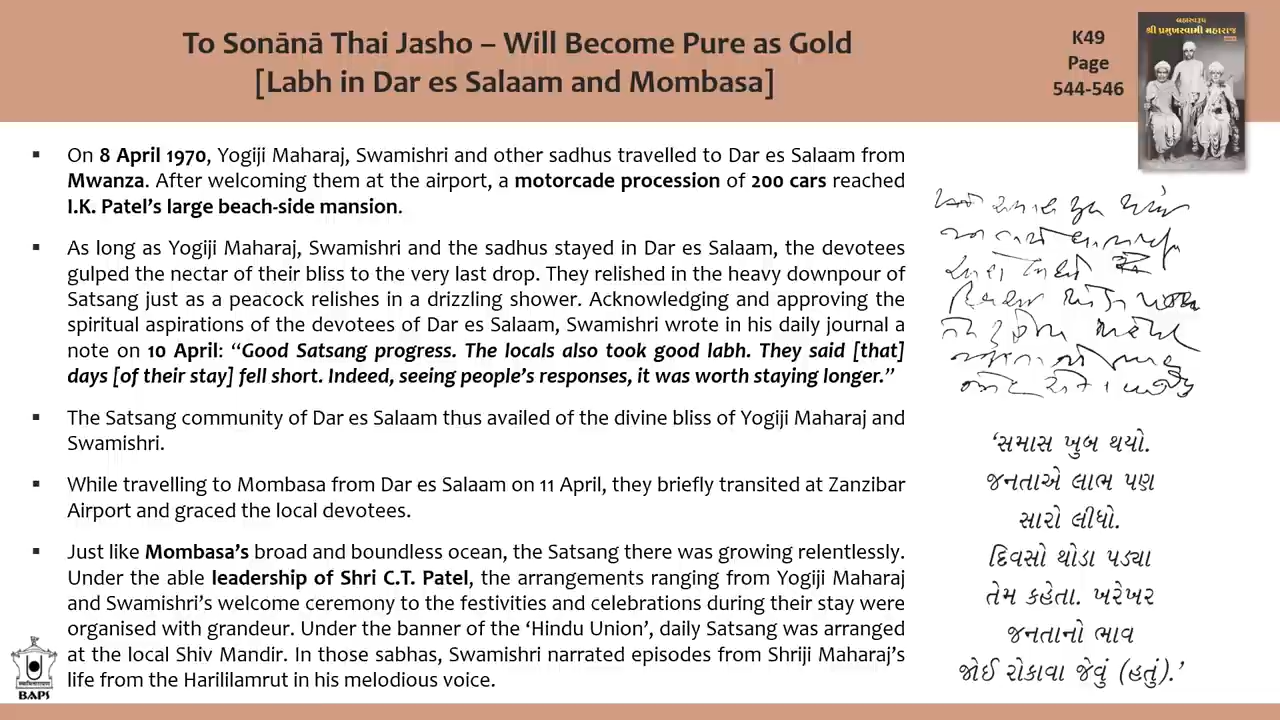 To Sonānā Thai Jasho – Will Become Pure as Gold
[Labh in Dar es Salaam and Mombasa]
K49
Page
544-546
શ્રી પ્રમુખસ્વામી મહારાજ
▪ On 8 April 1970, Yogiji Maharaj, Swamishri and other sadhus travelled to Dar es Salaam from
Mwanza. After welcoming them at the airport, a motorcade procession of 200 cars reached
I.K. Patel’s large beach-side mansion.
▪ As long as Yogiji Maharaj, Swamishri and the sadhus stayed in Dar es Salaam, the devotees
gulped the nectar of their bliss to the very last drop. They relished in the heavy downpour of
Satsang just as a peacock relishes in a drizzling shower. Acknowledging and approving the
spiritual aspirations of the devotees of Dar es Salaam, Swamishri wrote in his daily journal a
note on 10 April: “Good Satsang progress. The locals also took good labh. They said [that]
days [of their stay] fell short. Indeed, seeing people’s responses, it was worth staying longer.”
▪ The Satsang community of Dar es Salaam thus availed of the divine bliss of Yogiji Maharaj and
Swamishri.
▪ While travelling to Mombasa from Dar es Salaam on 11 April, they briefly transited at Zanzibar
Airport and graced the local devotees.
▪ Just like Mombasa’s broad and boundless ocean, the Satsang there was growing relentlessly.
Under the able leadership of Shri C.T. Patel, the arrangements ranging from Yogiji Maharaj
and Swamishri’s welcome ceremony to the festivities and celebrations during their stay were
organised with grandeur. Under the banner of the ‘Hindu Union’, daily Satsang was arranged
at the local Shiv Mandir. In those sabhas, Swamishri narrated episodes from Shriji Maharaj’s
life from the Harililamrut in his melodious voice.
‘સમાસ ખુબ થયો.
જનતાએ લાભ પણ
સારો લીધો.
દિવસો થોડા પડ્યા
તેમ કહેતા. ખરેખર
જનતાનો ભાવ
જોઈ રોકાવા જેવું (હતું).’
BAPS